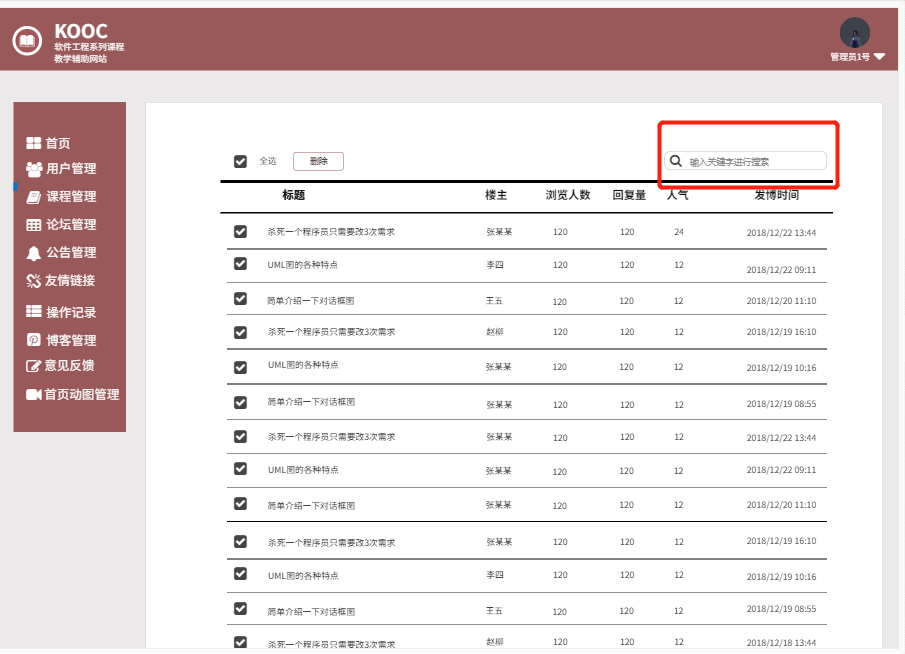 KOOC
软件工程系列课程
教学辅助网站
管理员1号
首页
用户管理
课程管理
论坛管理
公告管理
友情链接
操作记录
博客管理
意见反馈
首页动图管理
全选 删除 输入关键字进行搜索
标题 楼主 浏览人数 回复量 人气 发博时间
杀死一个程序员只需要改3次需求 张某某 120 120 24 2018/12/22 13:44
UML图的各种特点 李四 120 120 12 2018/12/22 09:11
简单介绍一下对话框图 王五 120 120 12 2018/12/20 11:10
杀死一个程序员只需要改3次需求 赵柳 120 120 12 2018/12/19 16:10
UML图的各种特点 张某某 120 120 12 2018/12/19 10:16
简单介绍一下对话框图 张某某 120 120 12 2018/12/19 08:55
杀死一个程序员只需要改3次需求 张某某 120 120 12 2018/12/22 13:44
UML图的各种特点 张某某 120 120 12 2018/12/22 09:11
简单介绍一下对话框图 张某某 120 120 12 2018/12/20 11:10
杀死一个程序员只需要改3次需求 张某某 120 120 12 2018/12/19 16:10
UML图的各种特点 李四 120 120 12 2018/12/19 10:16
简单介绍一下对话框图 王五 120 120 12 2018/12/19 08:55
杀死一个程序员只需要改3次需求 赵柳 120 120 12 2018/12/18 13:44